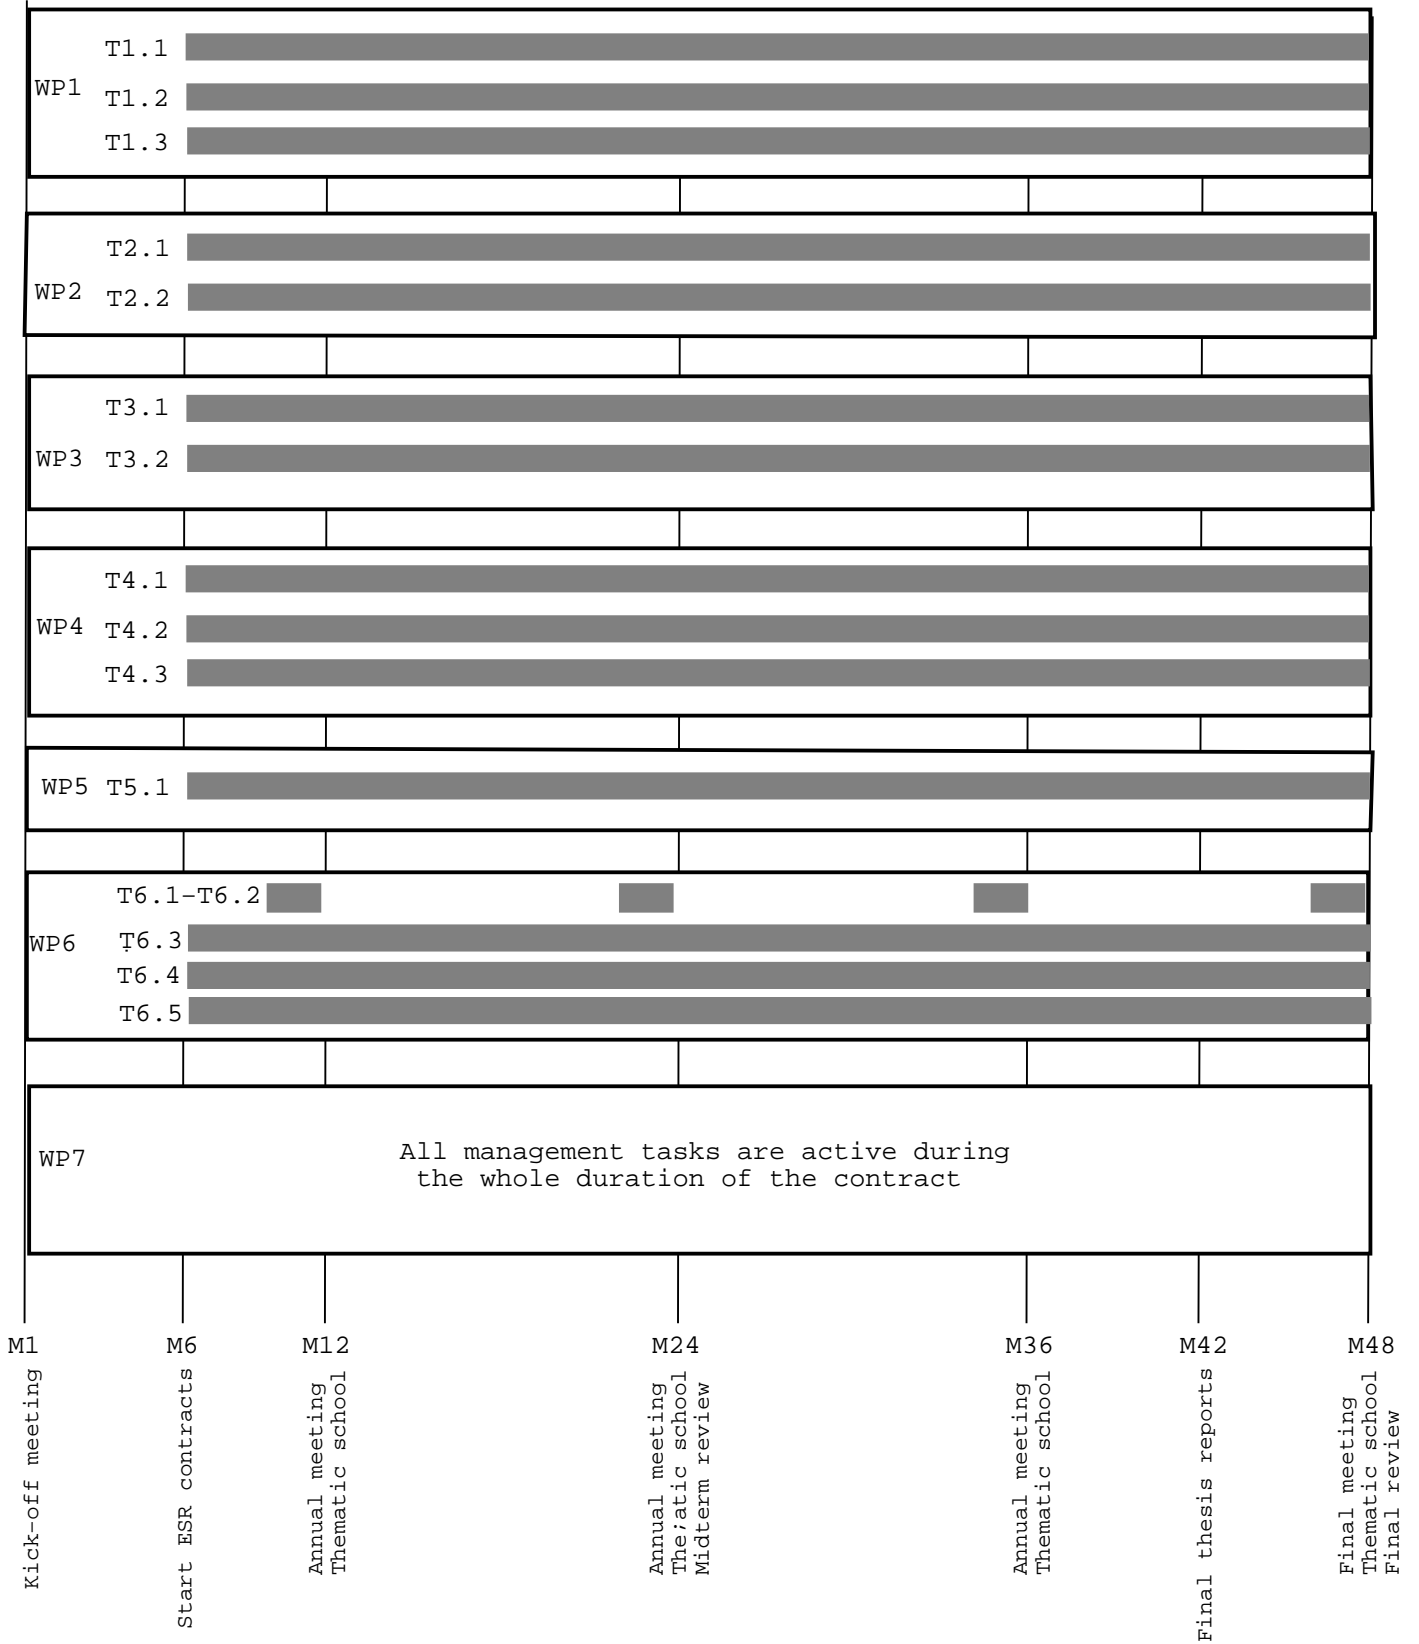 T1.1
WP1
T1.2
T1.3
T2.1
WP2
T2.2
T3.1
WP3 T3.2
T4.1
WP4
T4.2
T4.3
WP5 T5.1
T6.1-T6.2
WP6
T6.3
T6.4
T6.5
WP7
All management tasks are active during
the whole duration of the contract
M1
M6
M12
M24
M36
M42
M48
Kick-off meeting
Start ESR contracts
Annual meeting
Thematic school
Annual meeting
The;atic school
Midterm review
Annual meeting
Thematic school
Final thesis reports
Final meeting
Thematic school
Final review